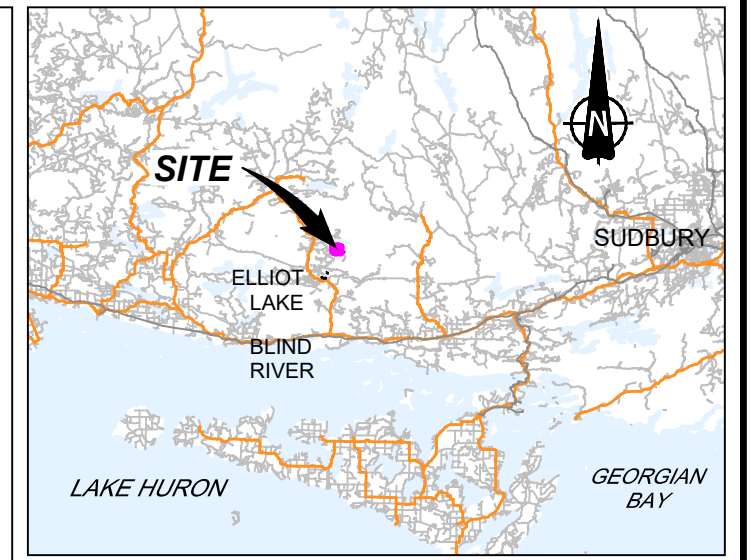 N
SITE
SUDBURY
ELLIOT
LAKE
BLIND
RIVER
LAKE HURON
GEORGIAN
BAY